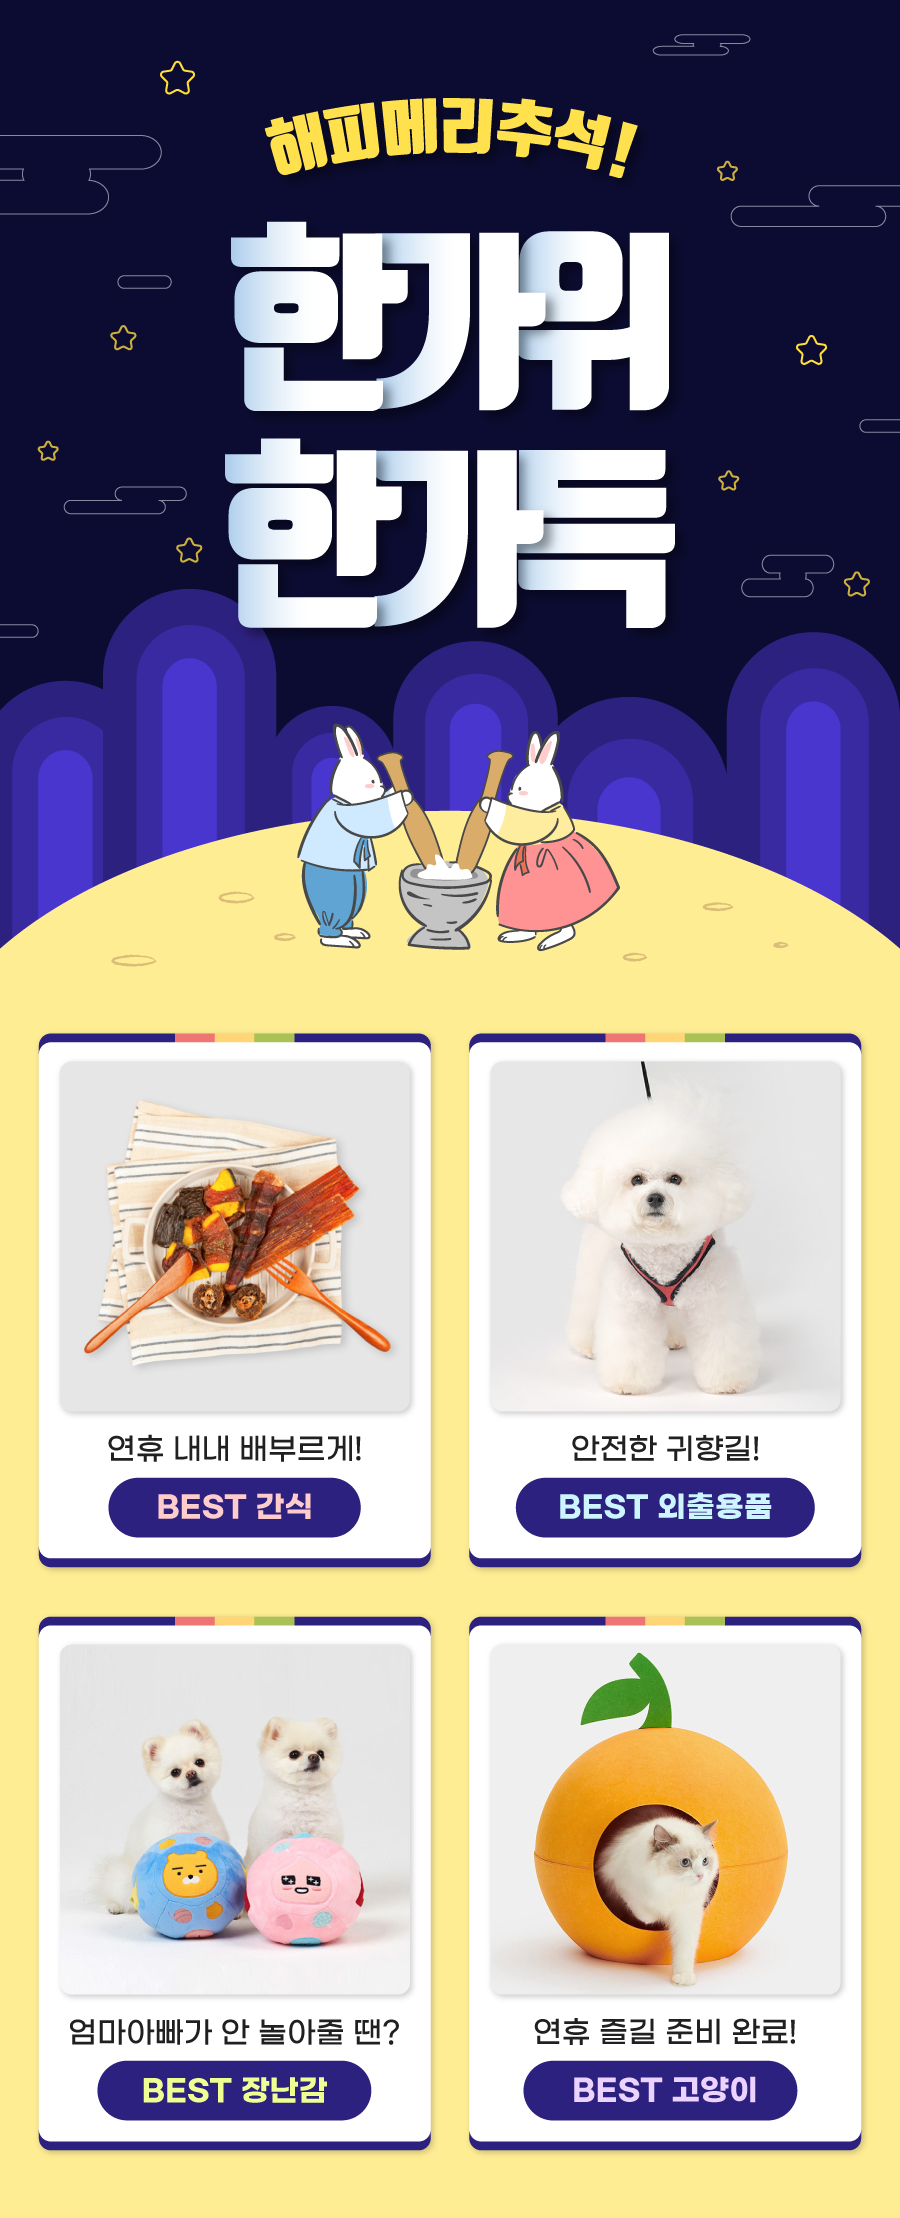 해피메리추석!
한가위
한가득
연휴 내내 배부르게!
BEST 간식
안전한 귀향길!
BEST 외출용품
엄마아빠가 안 놀아줄 땐?
BEST 장난감
연휴 즐길 준비 완료!
BEST 고양이